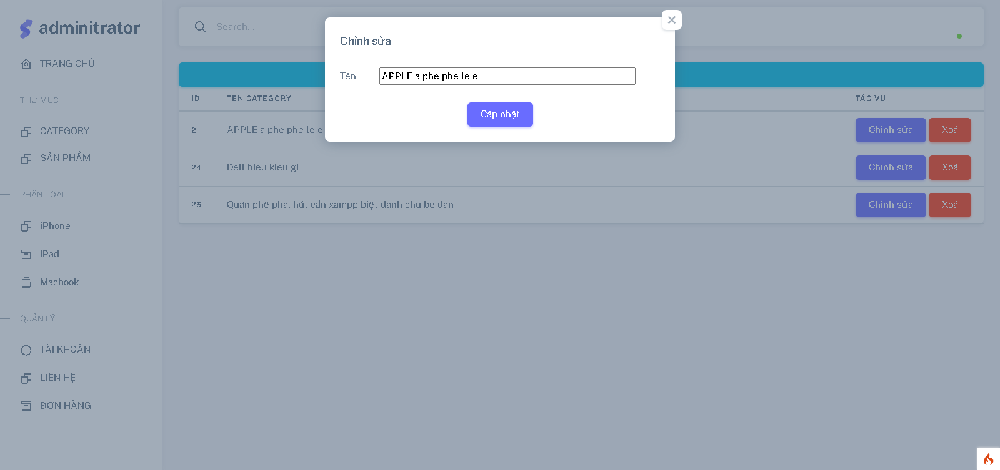 adminitrator
TRANG CHỦ
THƯ MỤC
CATEGORY
SẢN PHẨM
PHÂN LOẠI
iPhone
iPad
Macbook
QUẢN LÝ
TÀI KHOẢN
LIÊN HỆ
ĐƠN HÀNG
Search...
Chỉnh sửa
Tên: APPLE a phe phe le e
Cập nhật
ID TÊN CATEGORY TÁC VỤ
2 APPLE a phe phe le e Chỉnh sửa Xoá
24 Dell hieu kieu gi Chỉnh sửa Xoá
25 Quân phê pha, hút cần xampp biệt danh chu be dan Chỉnh sửa Xoá